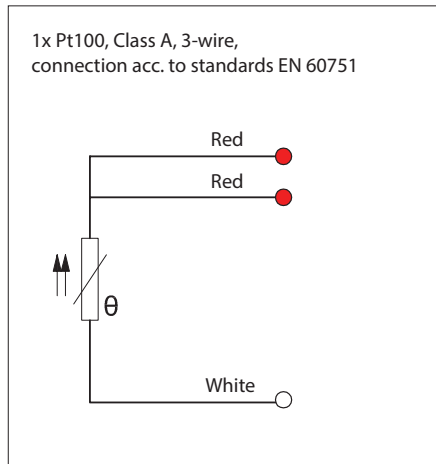 1x Pt100, Class A, 3-wire,
connection acc. to standards EN 60751
Red
Red
θ
White